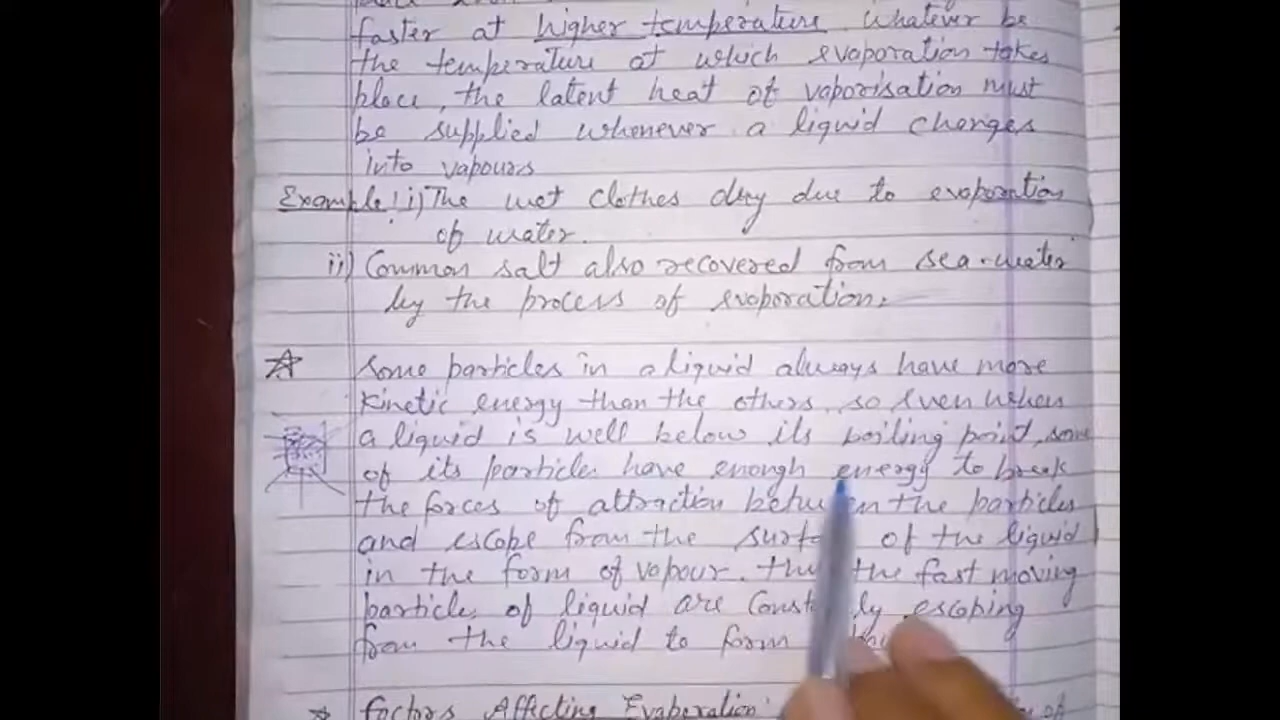 faster at higher temperature. Whatever be
the temperature at which evaporation takes
place, the latent heat of vaporisation must
be supplied whenever a liquid changes
into vapours
Example: i) The wet clothes dry due to evaporation
of water.
ii) Common salt also recovered from sea-water
by the process of evaporation.
Some particles in a liquid always have more
kinetic energy than the others. so even when
a liquid is well below its boiling point, some
of its particles have enough energy to break
the forces of attraction between the particles
and escape from the of the liquid
in the form of vapour. the fast moving
particles of liquid are escaping
from the liquid to form
Factors Affecting Evaporation: of